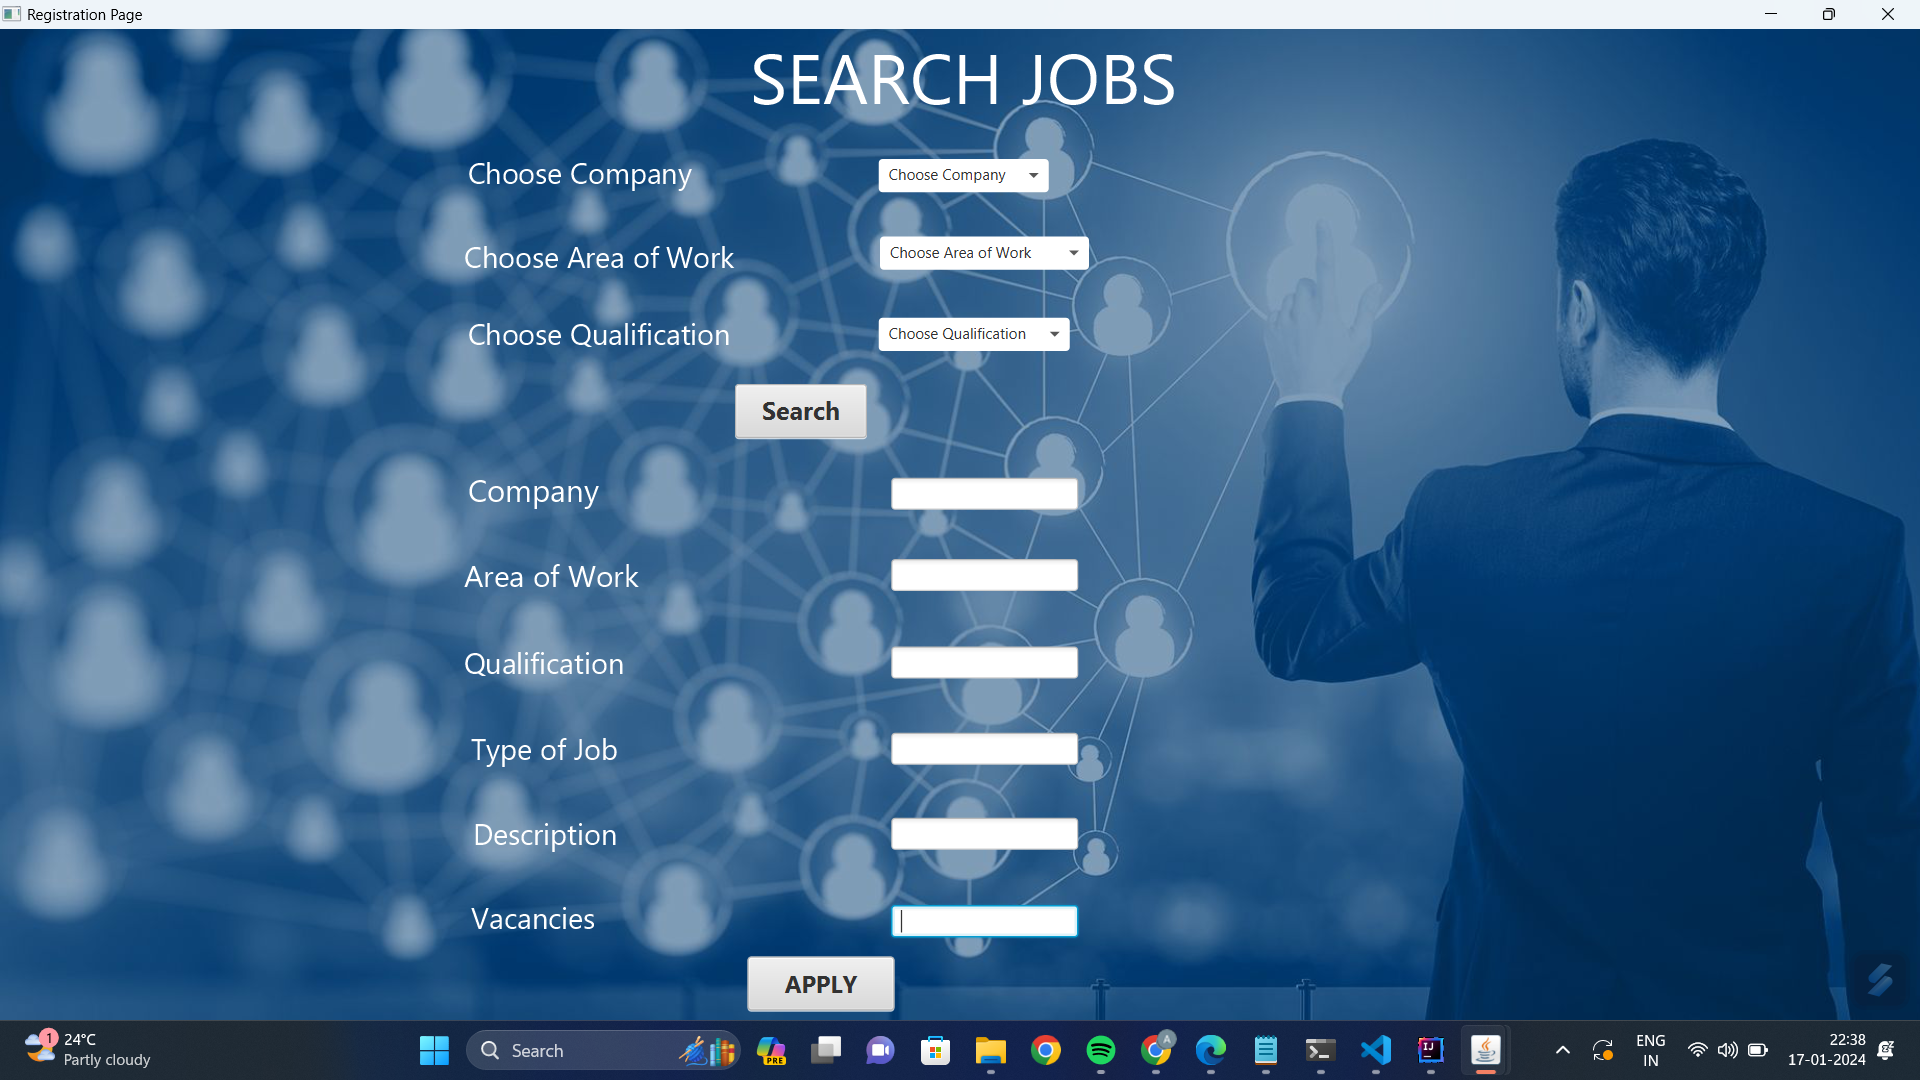 Registration Page
SEARCH JOBS
Choose Company Choose Company
Choose Area of Work Choose Area of Work
Choose Qualification Choose Qualification
Search
Company
Area of Work
Qualification
Type of Job
Description
Vacancies
APPLY
1 24°C
Partly cloudy
Search
PRE
A
IJ
ENG
IN
22:38
17-01-2024